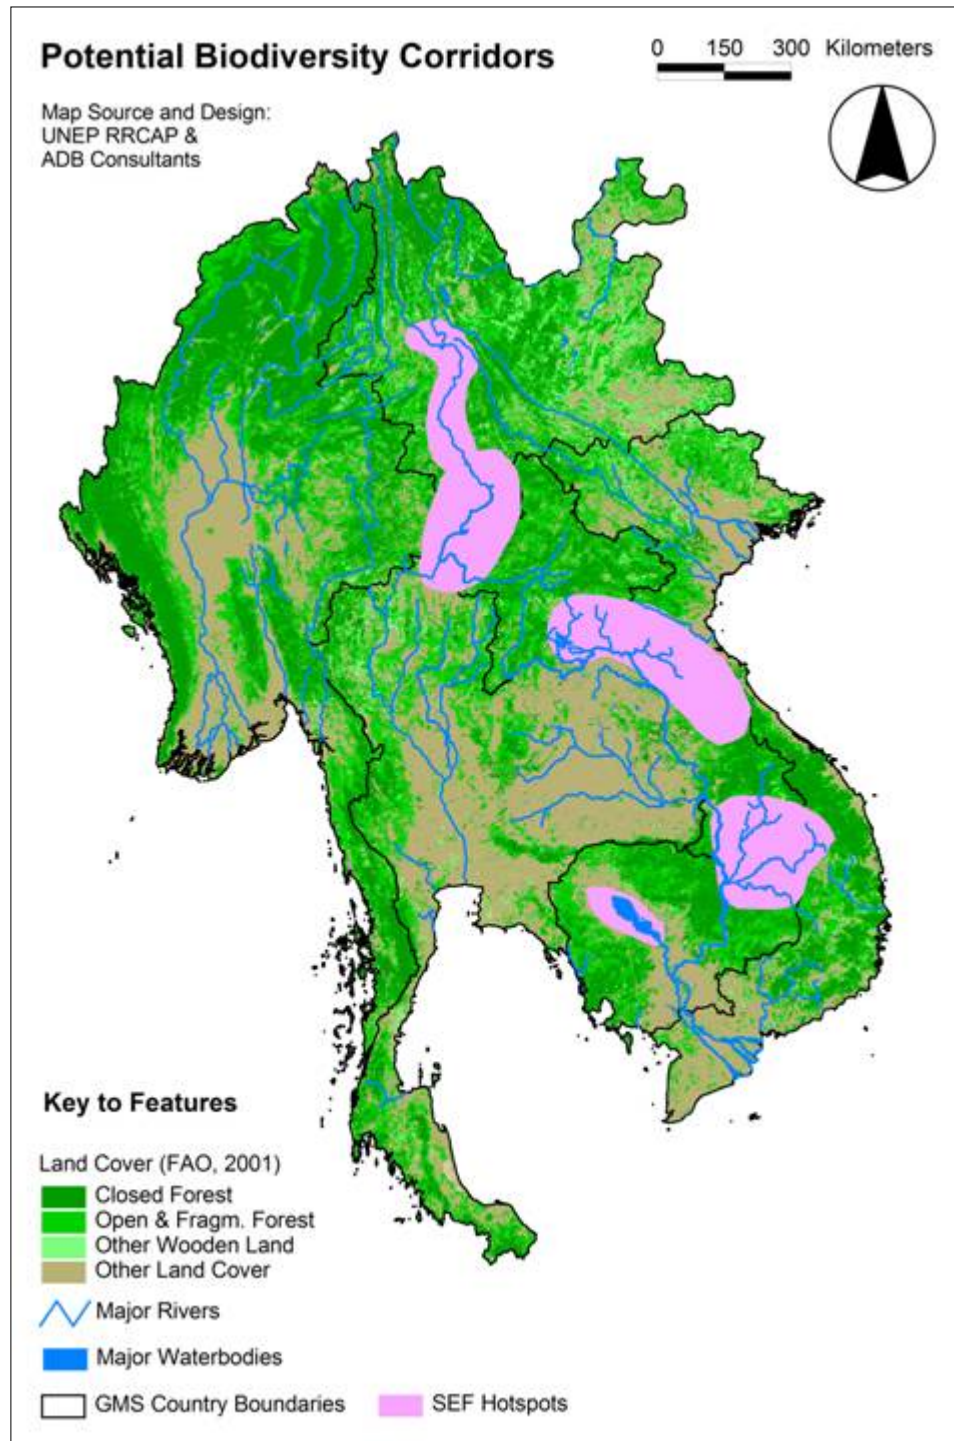 Potential Biodiversity Corridors
0 150 300 Kilometers
Map Source and Design:
UNEP RRCAP &
ADB Consultants
Key to Features
Land Cover (FAO, 2001)
Closed Forest
Open & Fragm. Forest
Other Wooden Land
Other Land Cover
Major Rivers
Major Waterbodies
GMS Country Boundaries
SEF Hotspots